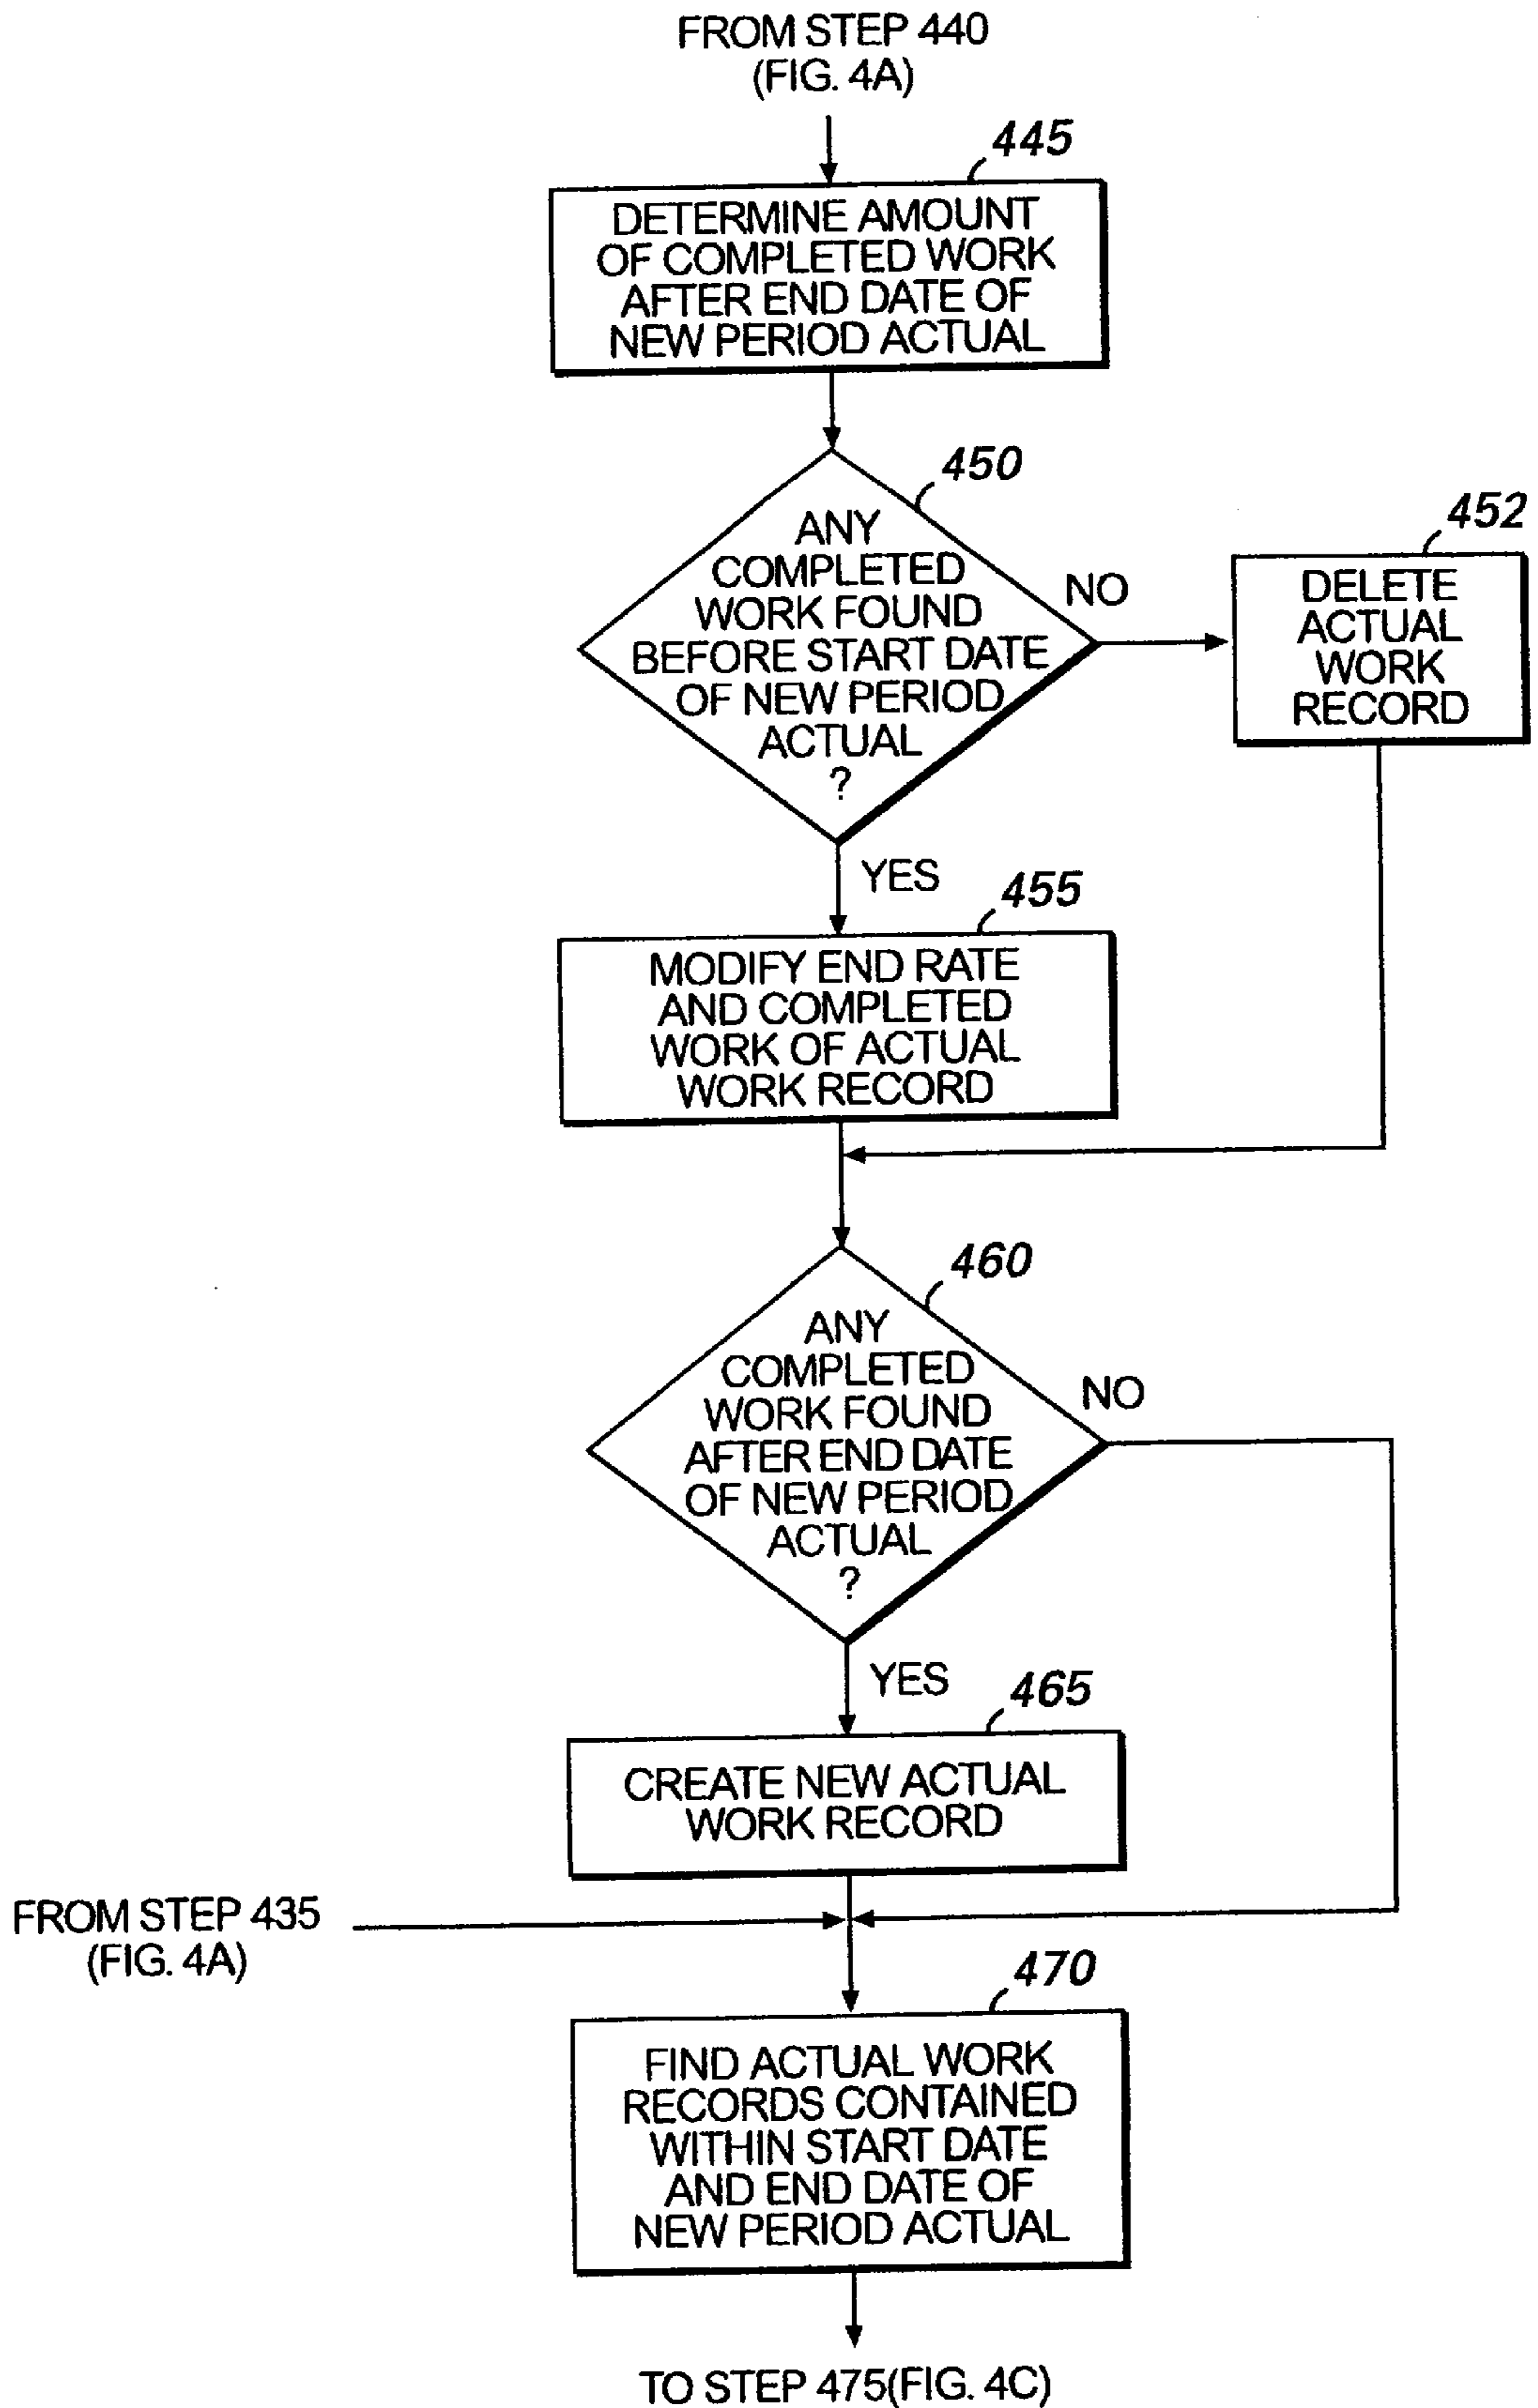 FROM STEP 440
(FIG. 4A)
445
DETERMINE AMOUNT
OF COMPLETED WORK
AFTER END DATE OF
NEW PERIOD ACTUAL
450
ANY
COMPLETED
WORK FOUND
BEFORE START DATE
OF NEW PERIOD
ACTUAL
?
NO
452
DELETE
ACTUAL
WORK
RECORD
YES
455
MODIFY END RATE
AND COMPLETED
WORK OF ACTUAL
WORK RECORD
460
ANY
COMPLETED
WORK FOUND
AFTER END DATE
OF NEW PERIOD
ACTUAL
?
NO
YES
465
CREATE NEW ACTUAL
WORK RECORD
FROM STEP 435
(FIG. 4A)
470
FIND ACTUAL WORK
RECORDS CONTAINED
WITHIN START DATE
AND END DATE OF
NEW PERIOD ACTUAL
TO STEP 475(FIG. 4C)